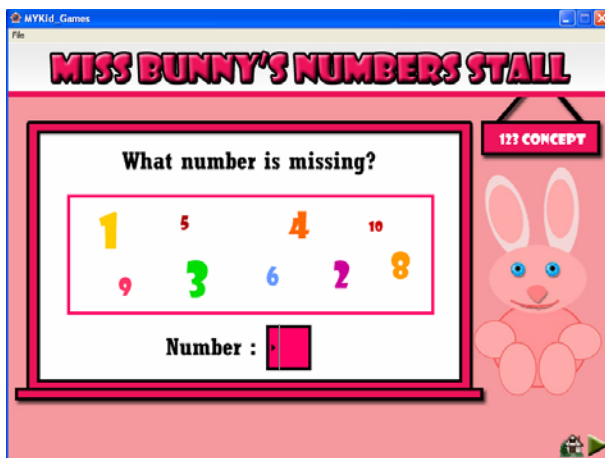 MYKid_Games
File
MISS BUNNY'S NUMBERS STALL
123 CONCEPT
What number is missing?
1 5 4 10
9 3 6 2 8
Number :